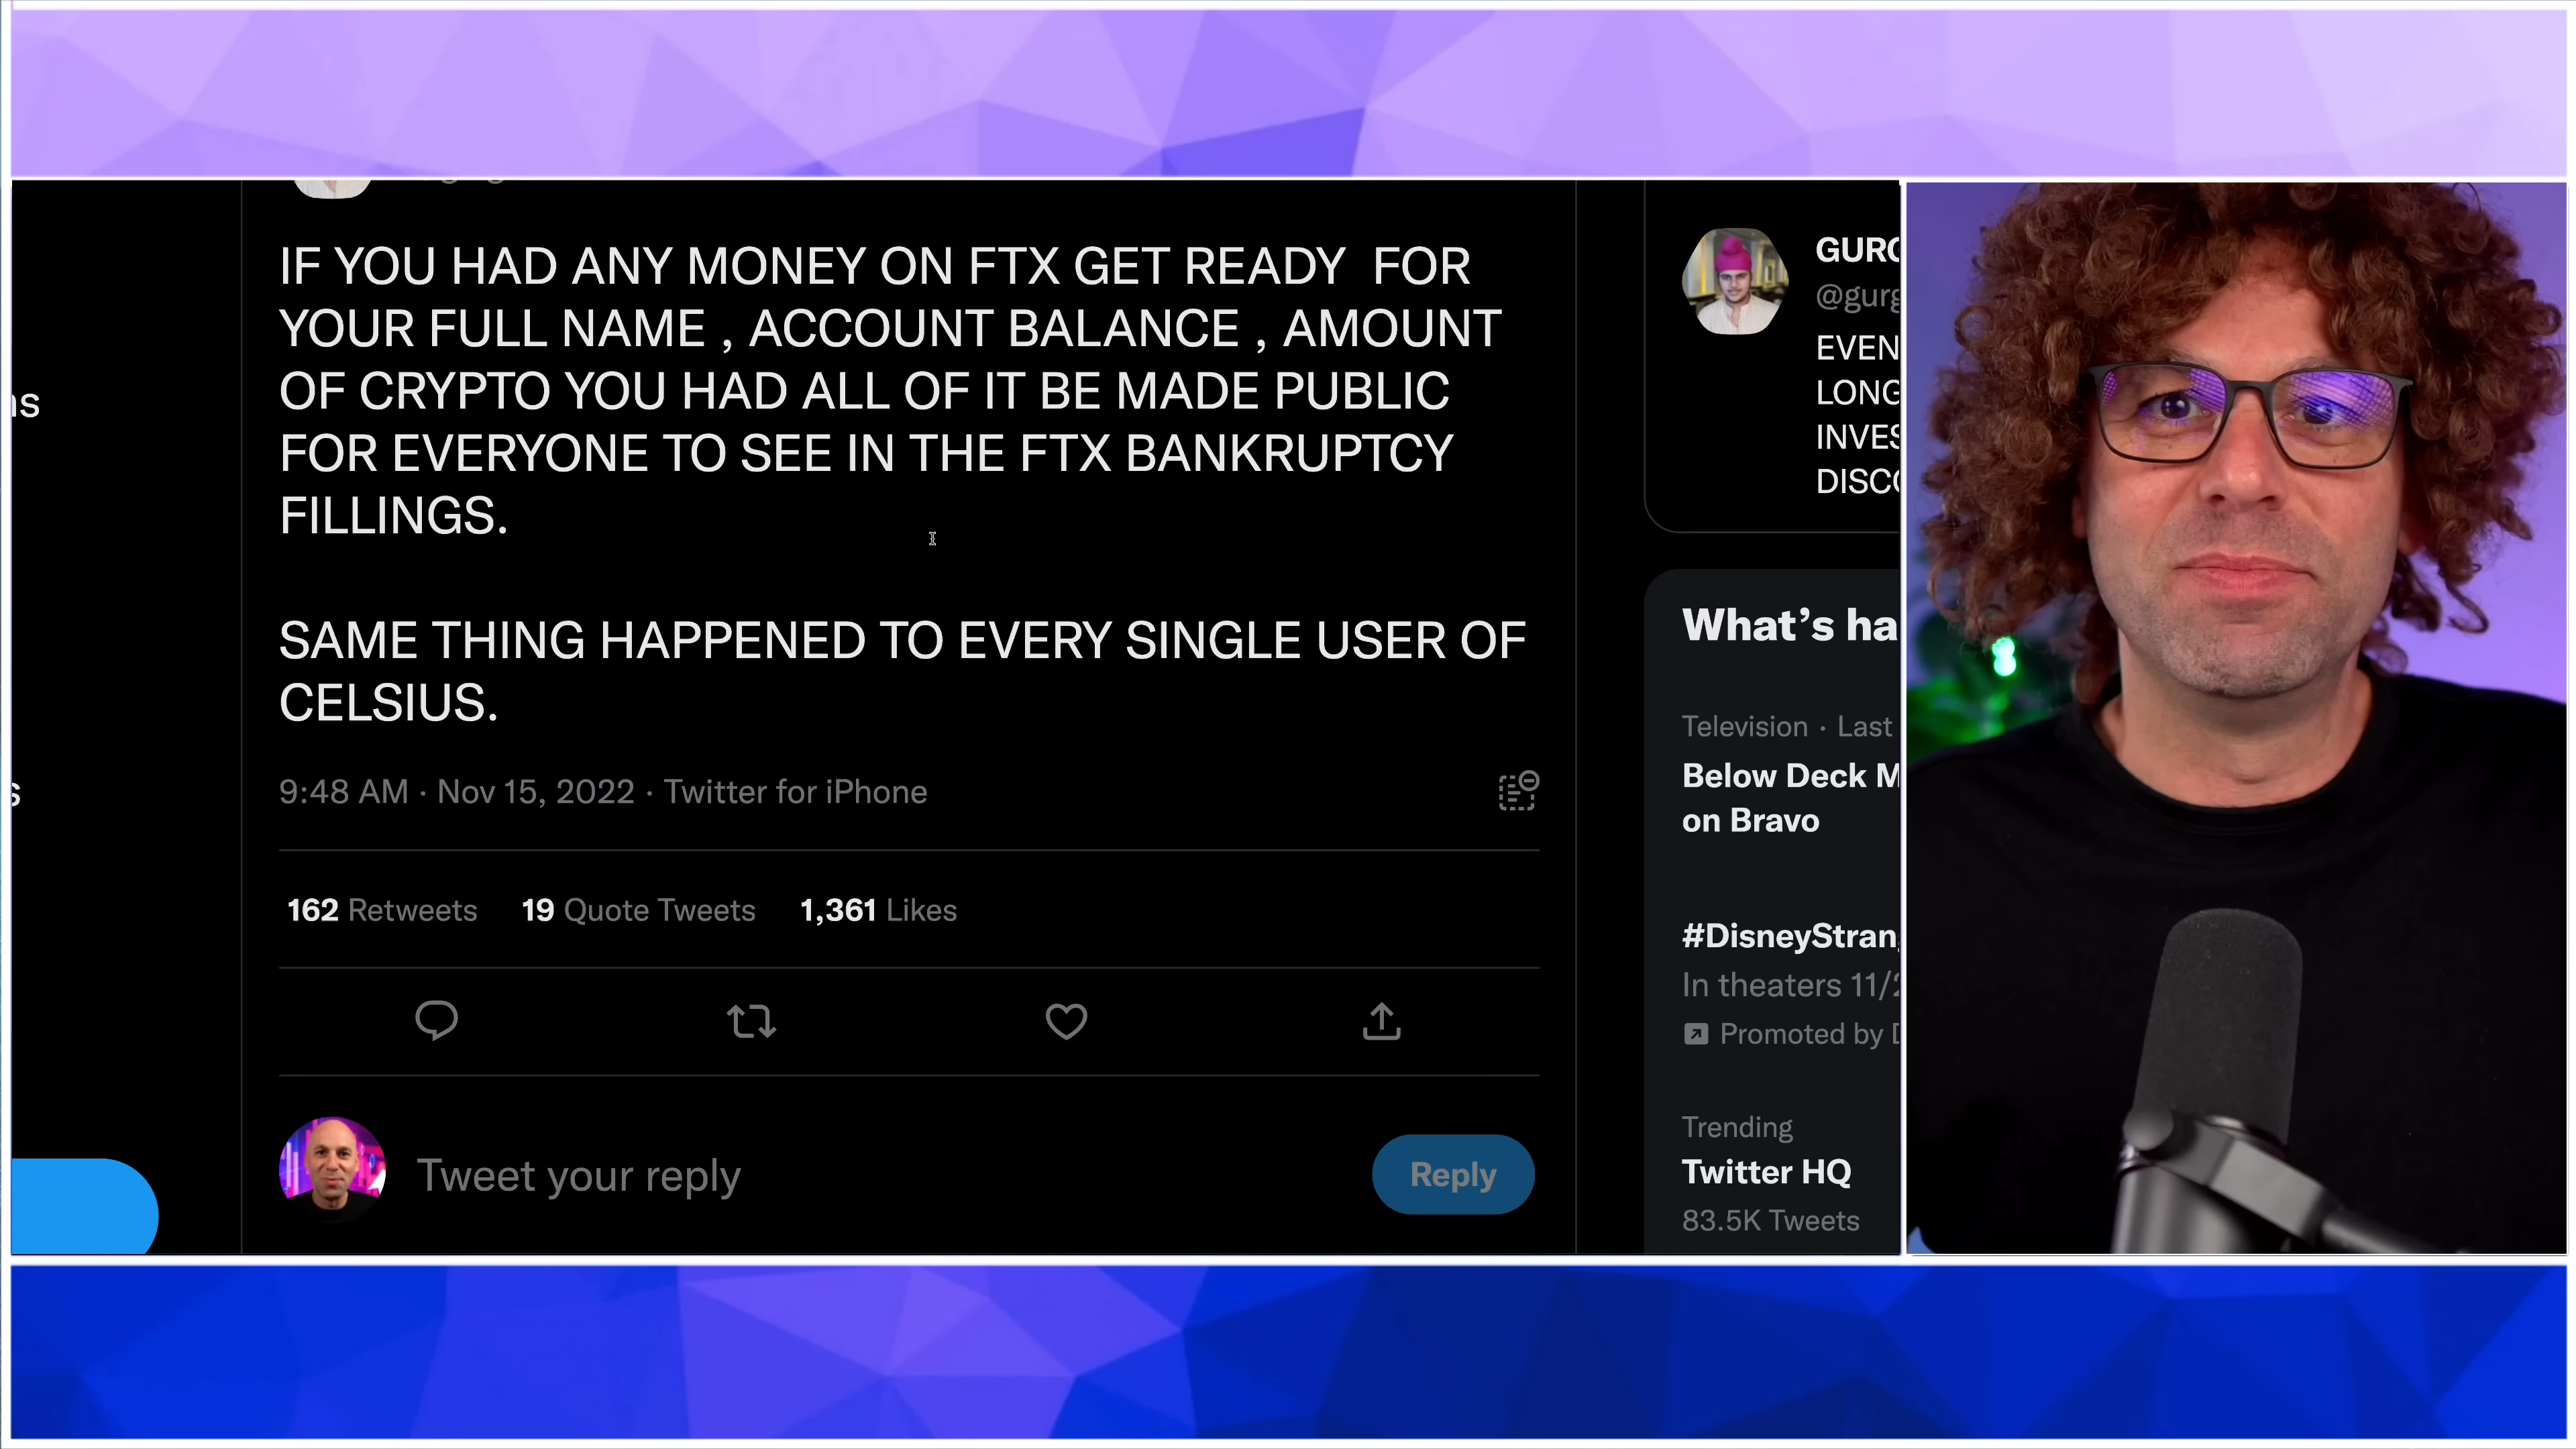 IF YOU HAD ANY MONEY ON FTX GET READY  FOR
YOUR FULL NAME , ACCOUNT BALANCE , AMOUNT
OF CRYPTO YOU HAD ALL OF IT BE MADE PUBLIC
FOR EVERYONE TO SEE IN THE FTX BANKRUPTCY
FILLINGS.
SAME THING HAPPENED TO EVERY SINGLE USER OF
CELSIUS.
9:48 AM · Nov 15, 2022 · Twitter for iPhone
162 Retweets 19 Quote Tweets 1,361 Likes
Tweet your reply
Reply
GURG
@gurg
EVEN
LONG
INVES
DISCO
What's ha
Television · Last
Below Deck M
on Bravo
#DisneyStran
In theaters 11/2
Promoted by D
Trending
Twitter HQ
83.5K Tweets